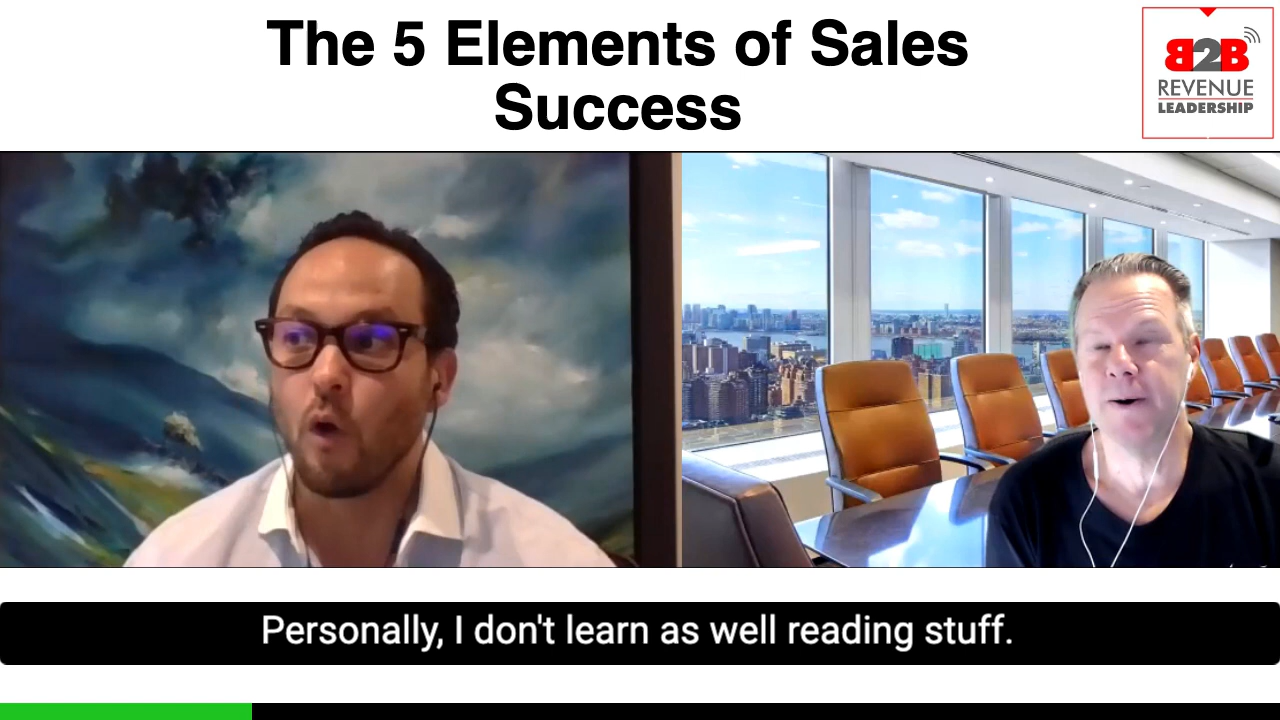 The 5 Elements of Sales
Success
B2B
REVENUE
LEADERSHIP
Personally, I don't learn as well reading stuff.